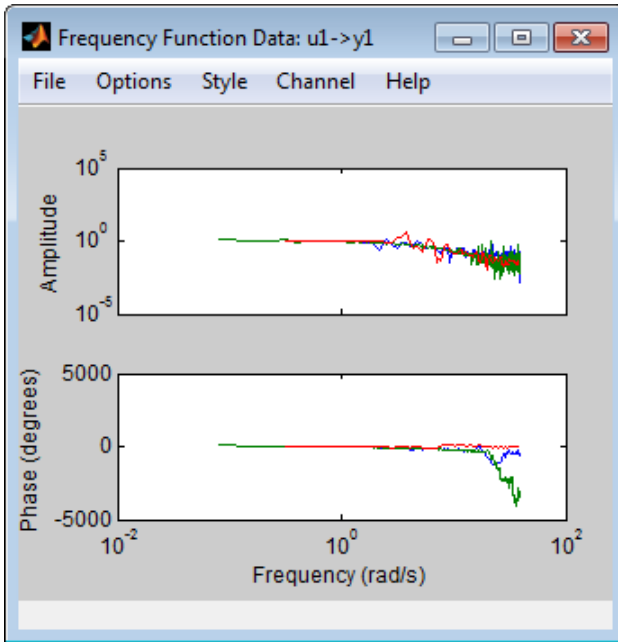 Frequency Function Data: u1->y1
File Options Style Channel Help
10^5
10^0
10^-5
Amplitude
5000
0
-5000
Phase (degrees)
10^-2 10^0 10^2
Frequency (rad/s)